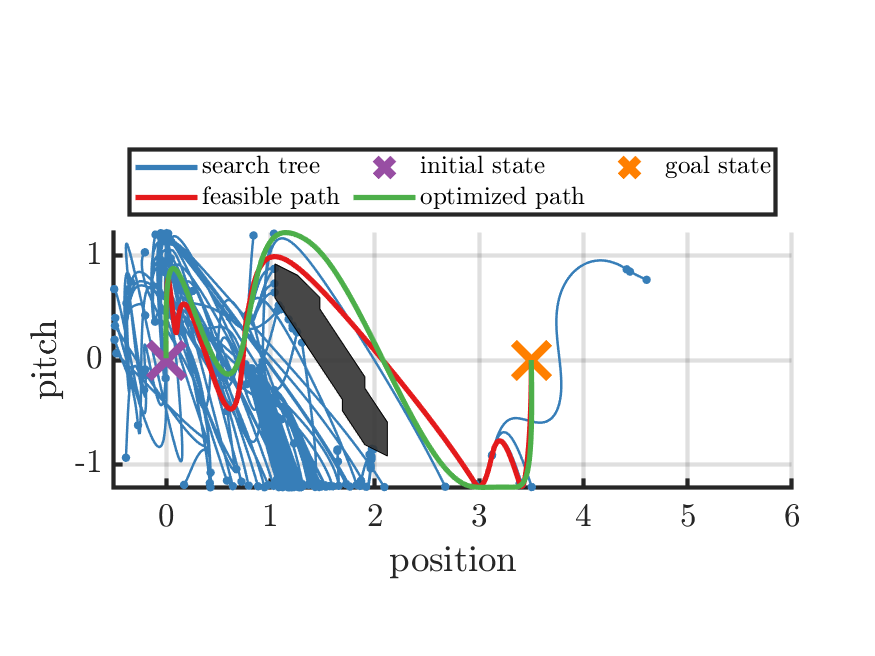 search tree initial state goal state
feasible path optimized path
1
0
-1
pitch
0 1 2 3 4 5 6
position